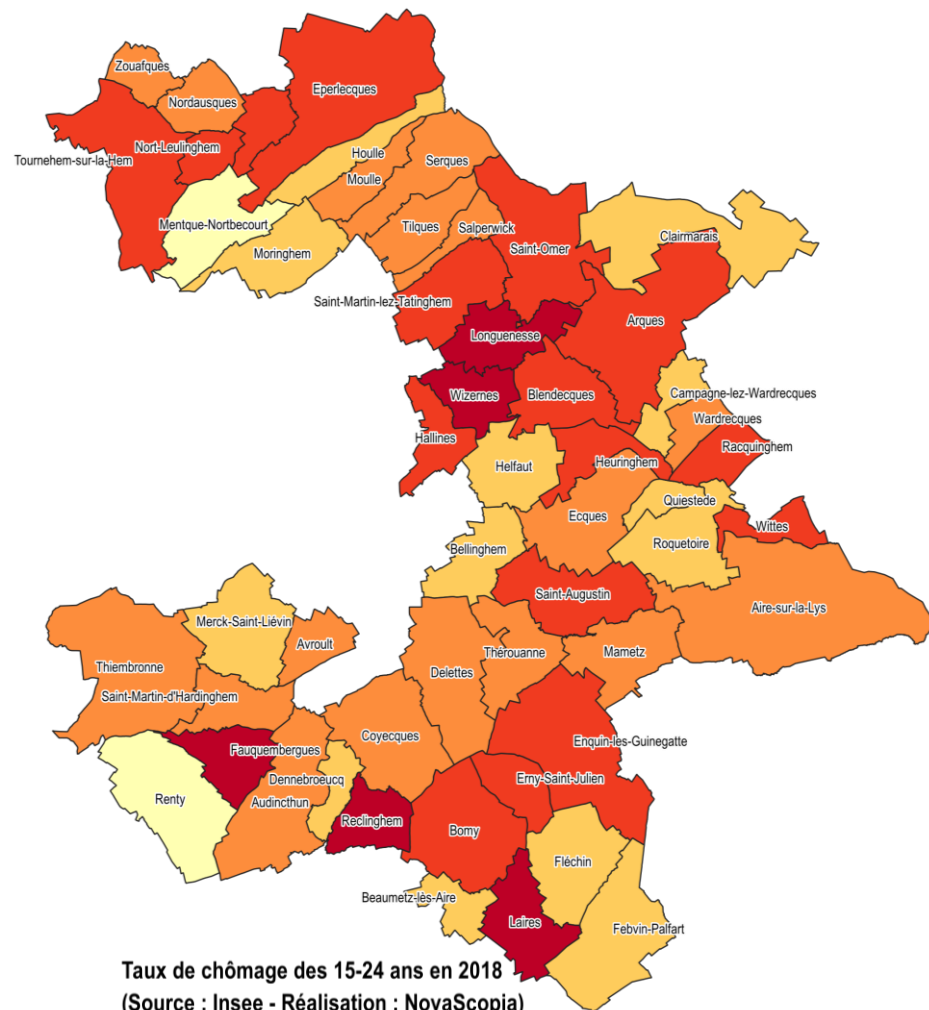 Zouafques
Eperlecques
Nordausques
Nort-Leulinghem
Tournehem-sur-la-Hem
Houlle
Serques
Moulle
Mentque-Nortbecourt
Tilques
Salperwick
Clairmarais
Saint-Omer
Moringhem
Saint-Martin-lez-Tatinghem
Arques
Longuenesse
Campagne-lez-Wardrecques
Wizernes
Blendecques
Wardrecques
Hallines
Racquinghem
Helfaut
Heuringhem
Quiestede
Ecques
Wittes
Roquetoire
Bellinghem
Saint-Augustin
Aire-sur-la-Lys
Merck-Saint-Liévin
Avroult
Thérouanne
Mametz
Thiembronne
Delettes
Saint-Martin-d'Hardinghem
Coyecques
Enquin-les-Guinegatte
Fauquembergues
Dennebroeucq
Erny-Saint-Julien
Renty
Audincthun
Reclinghem
Bomy
Fléchin
Beaumetz-lès-Aire
Laires
Febvin-Palfart
Taux de chômage des 15-24 ans en 2018
(Source : Insee - Réalisation : NovaScopia)